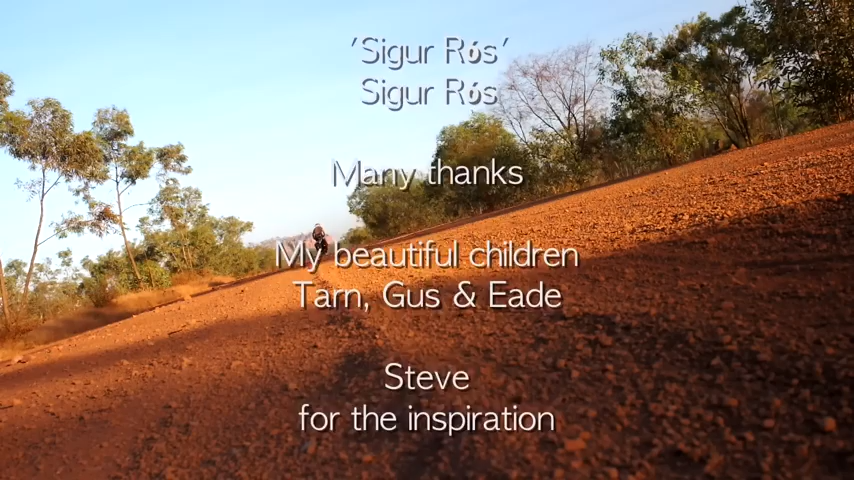 'Sigur Rós'
Sigur Rós
Many thanks
My beautiful children
Tarn, Gus & Eade
Steve
for the inspiration